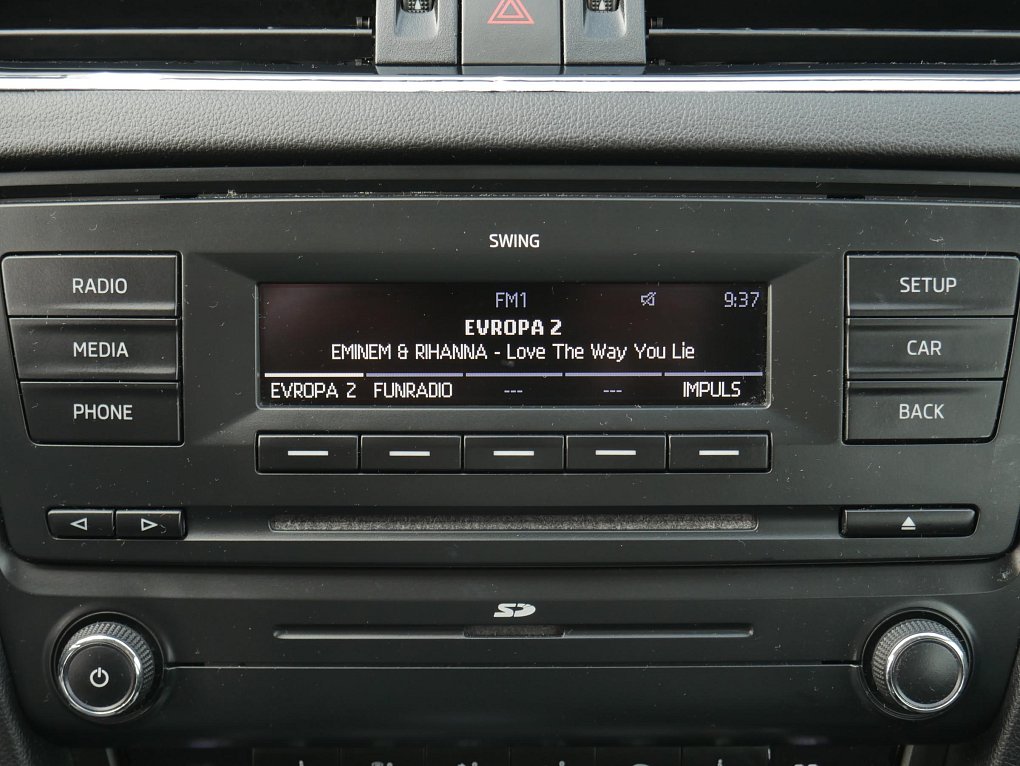 SWING
RADIO
MEDIA
PHONE
FM1 9:37
EVROPA 2
EMINEM & RIHANNA - Love The Way You Lie
EVROPA 2 FUNRADIO --- --- IMPULS
SETUP
CAR
BACK
SD